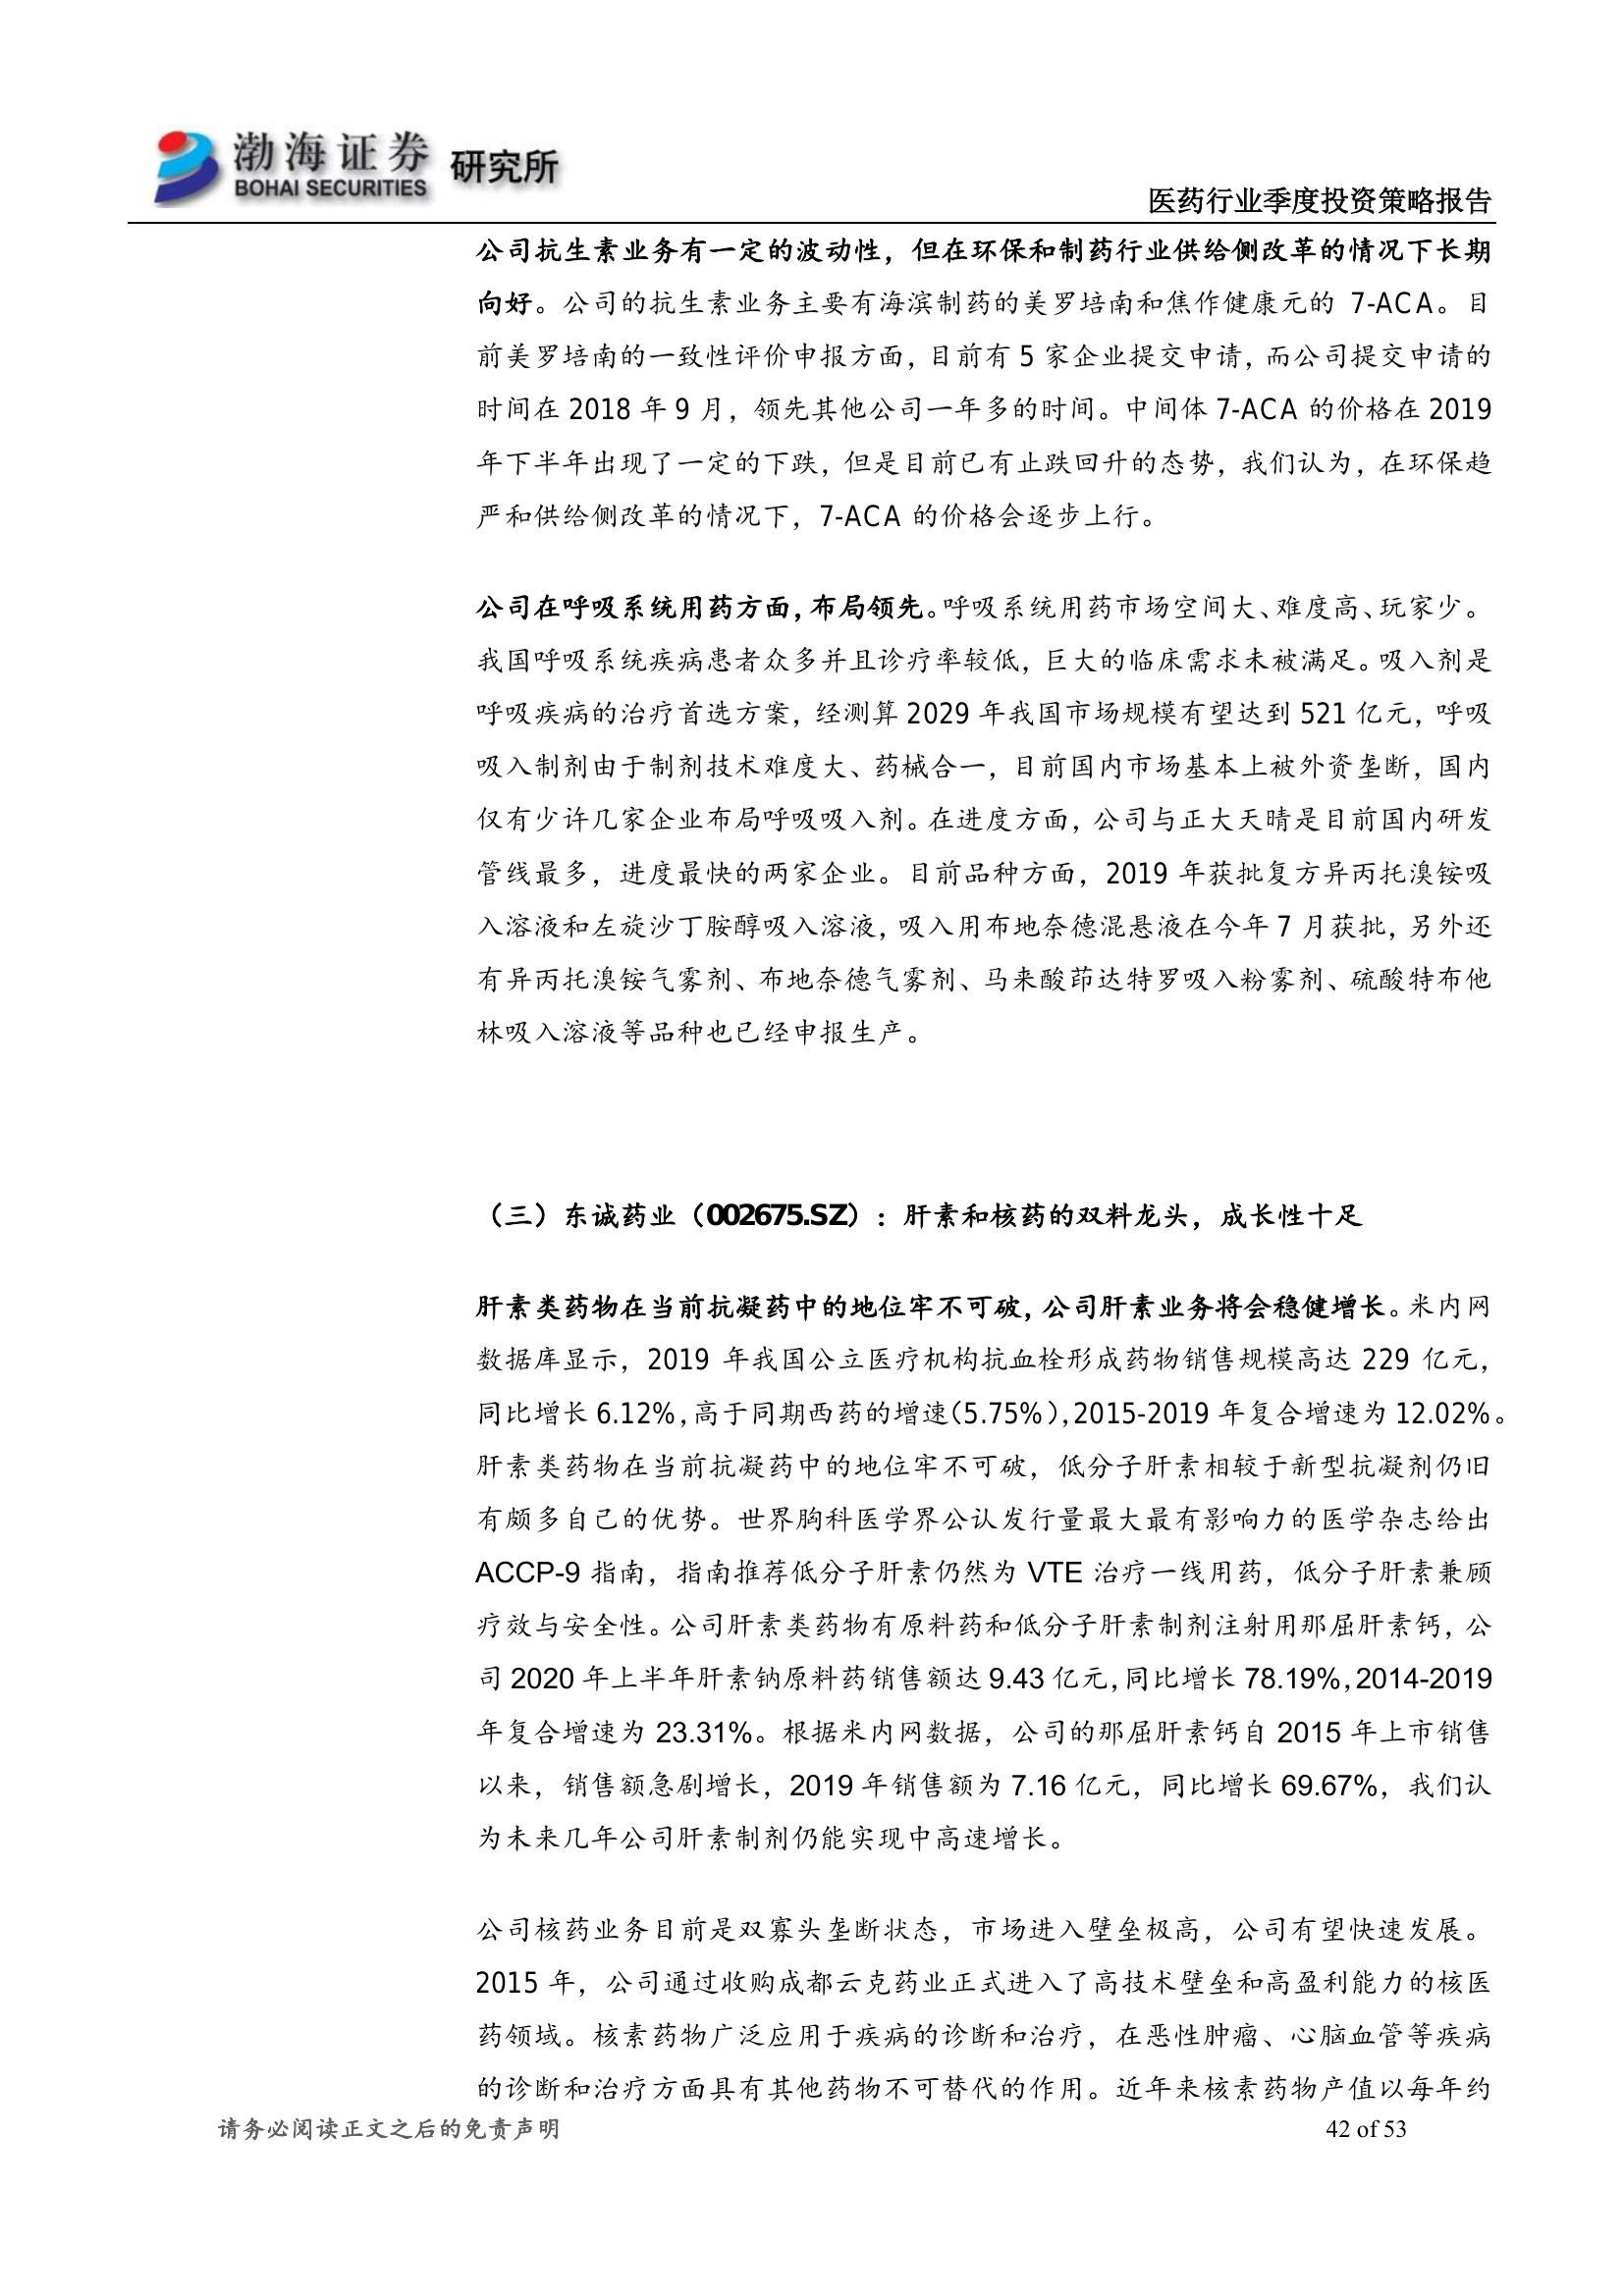 渤海证券 研究所
BOHAI SECURITIES
医药行业季度投资策略报告
公司抗生素业务有一定的波动性，但在环保和制药行业供给侧改革的情况下长期
向好。公司的抗生素业务主要有海滨制药的美罗培南和焦作健康元的 7-ACA。目
前美罗培南的一致性评价申报方面，目前有 5 家企业提交申请，而公司提交申请的
时间在 2018 年 9 月，领先其他公司一年多的时间。中间体 7-ACA 的价格在 2019
年下半年出现了一定的下跌，但是目前已有止跌回升的态势，我们认为，在环保趋
严和供给侧改革的情况下，7-ACA 的价格会逐步上行。
公司在呼吸系统用药方面，布局领先。呼吸系统用药市场空间大、难度高、玩家少。
我国呼吸系统疾病患者众多并且诊疗率较低，巨大的临床需求未被满足。吸入剂是
呼吸疾病的治疗首选方案，经测算 2029 年我国市场规模有望达到 521 亿元，呼吸
吸入制剂由于制剂技术难度大、药械合一，目前国内市场基本上被外资垄断，国内
仅有少许几家企业布局呼吸吸入剂。在进度方面，公司与正大天晴是目前国内研发
管线最多，进度最快的两家企业。目前品种方面，2019 年获批复方异丙托溴铵吸
入溶液和左旋沙丁胺醇吸入溶液，吸入用布地奈德混悬液在今年 7 月获批，另外还
有异丙托溴铵气雾剂、布地奈德气雾剂、马来酸茚达特罗吸入粉雾剂、硫酸特布他
林吸入溶液等品种也已经申报生产。
（三）东诚药业（002675.SZ）：肝素和核药的双料龙头，成长性十足
肝素类药物在当前抗凝药中的地位牢不可破，公司肝素业务将会稳健增长。米内网
数据库显示，2019 年我国公立医疗机构抗血栓形成药物销售规模高达 229 亿元，
同比增长 6.12%，高于同期西药的增速（5.75%），2015-2019 年复合增速为 12.02%。
肝素类药物在当前抗凝药中的地位牢不可破，低分子肝素相较于新型抗凝剂仍旧
有颇多自己的优势。世界胸科医学界公认发行量最大最有影响力的医学杂志给出
ACCP-9 指南，指南推荐低分子肝素仍然为 VTE 治疗一线用药，低分子肝素兼顾
疗效与安全性。公司肝素类药物有原料药和低分子肝素制剂注射用那屈肝素钙，公
司 2020 年上半年肝素钠原料药销售额达 9.43 亿元，同比增长 78.19%，2014-2019
年复合增速为 23.31%。根据米内网数据，公司的那屈肝素钙自 2015 年上市销售
以来，销售额急剧增长，2019 年销售额为 7.16 亿元，同比增长 69.67%，我们认
为未来几年公司肝素制剂仍能实现中高速增长。
公司核药业务目前是双寡头垄断状态，市场进入壁垒极高，公司有望快速发展。
2015 年，公司通过收购成都云克药业正式进入了高技术壁垒和高盈利能力的核医
药领域。核素药物广泛应用于疾病的诊断和治疗，在恶性肿瘤、心脑血管等疾病
的诊断和治疗方面具有其他药物不可替代的作用。近年来核素药物产值以每年约
请务必阅读正文之后的免责声明
42 of 53